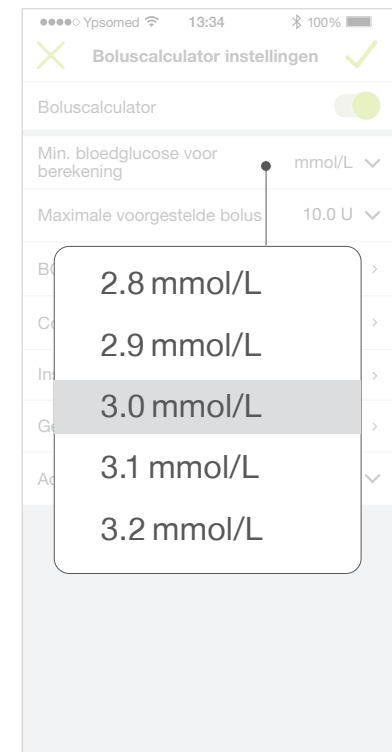 Ypsomed 13:34 100%
Boluscalculator instellingen
Boluscalculator
Min. bloedglucose voor
berekening mmol/L
Maximale voorgestelde bolus 10.0 U
2.8 mmol/L
2.9 mmol/L
3.0 mmol/L
3.1 mmol/L
3.2 mmol/L